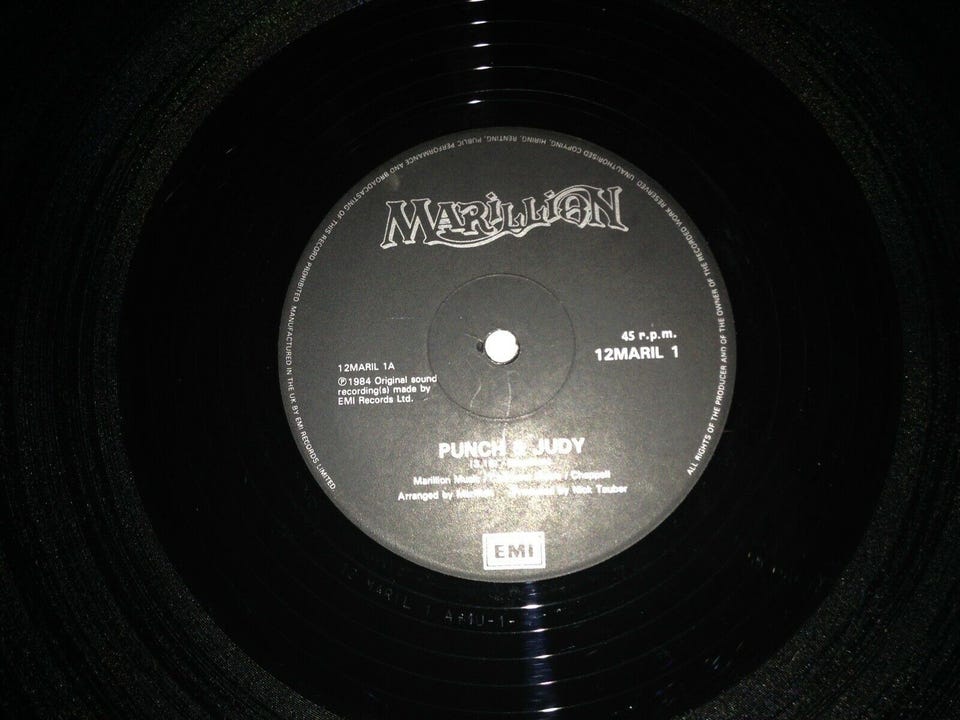 MARILLION
45 r.p.m.
12MARIL 1
12MARIL 1A
℗1984 Original sound
recording(s) made by
EMI Records Ltd.
PUNCH & JUDY
Marillion Music
Arranged by by Nick Tauber
EMI
ALL RIGHTS OF THE PRODUCER AND OF THE OWNER OF THE RECORDED WORK RESERVED. UNAUTHORISED COPYING, HIRING, RENTING, PUBLIC PERFORMANCE AND BROADCASTING OF THIS RECORD PROHIBITED. MANUFACTURED IN THE UK BY EMI RECORDS LIMITED.